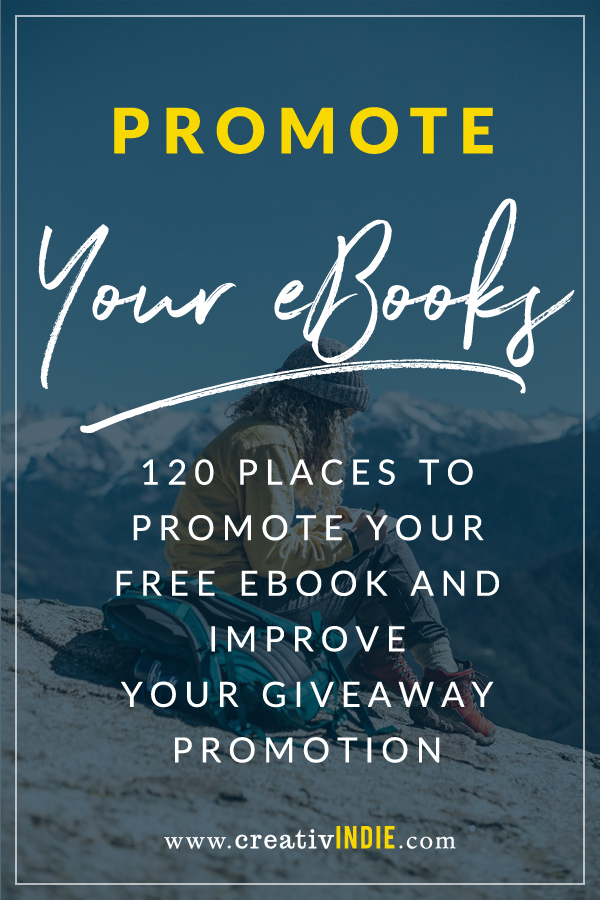 PROMOTE
Your eBooks
120 PLACES TO
PROMOTE YOUR
FREE EBOOK AND
IMPROVE
YOUR GIVEAWAY
PROMOTION
www.creativINDIE.com